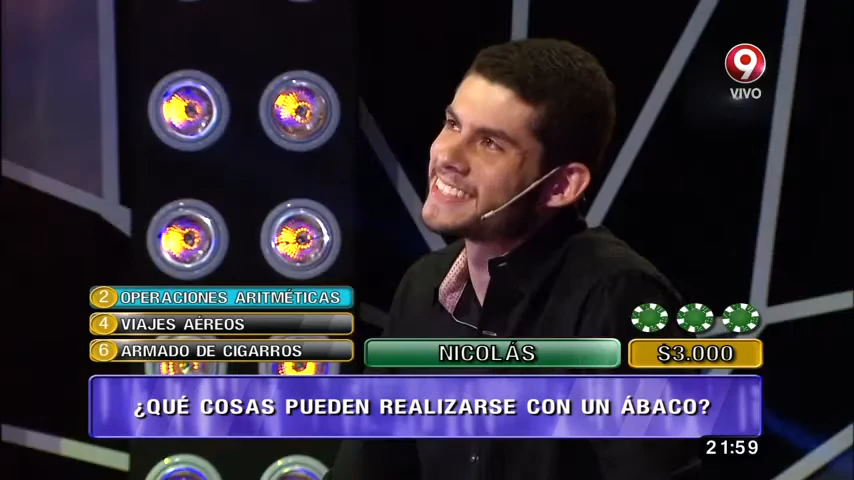 9
VIVO
2 OPERACIONES ARITMÉTICAS
4 VIAJES AÉREOS
6 ARMADO DE CIGARROS
NICOLÁS
$3.000
¿QUÉ COSAS PUEDEN REALIZARSE CON UN ÁBACO?
21:59